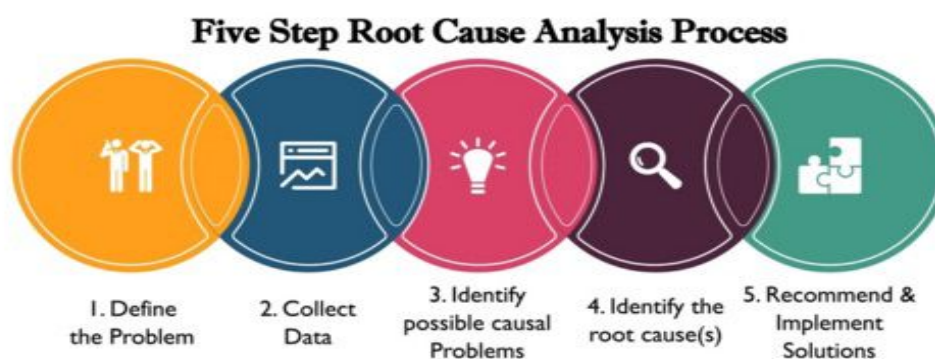 Five Step Root Cause Analysis Process
1. Define
the Problem
2. Collect
Data
3. Identify
possible causal
Problems
4. Identify the
root cause(s)
5. Recommend &
Implement
Solutions